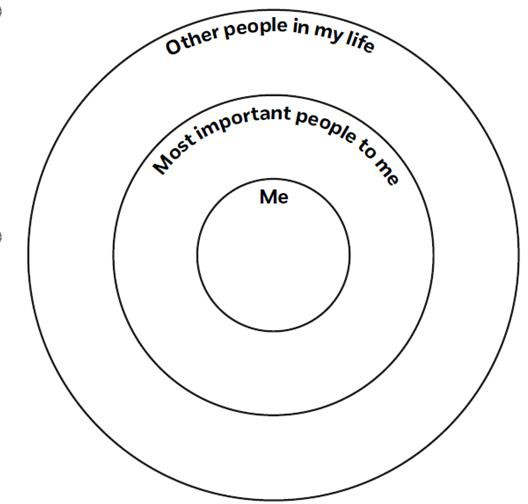 Other people in my life
Most important people to me
Me